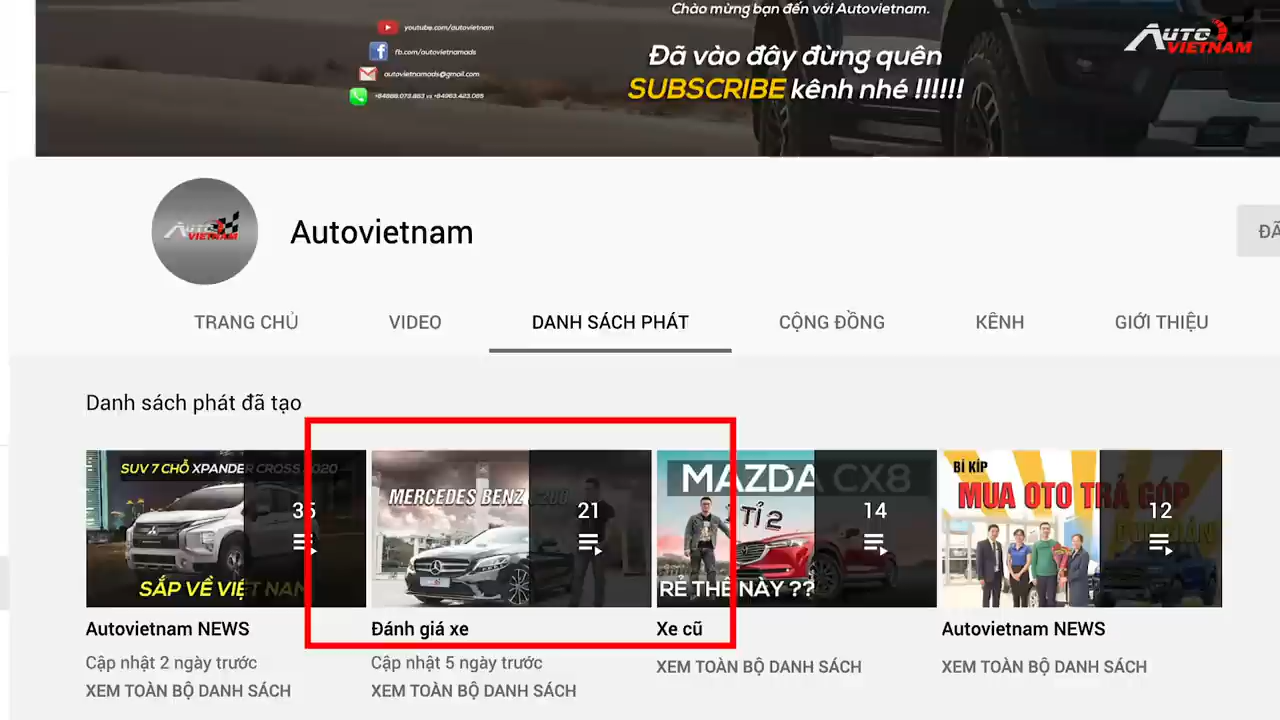 Chào mừng bạn đến với Autovietnam.
youtube.com/autovietnam
fb.com/autovietnamads
autovietnamads@gmail.com
Đã vào đây đừng quên
SUBSCRIBE kênh nhé !!!!!!
AUTO
VIETNAM
AUTO
VIETNAM
Autovietnam
ĐÃ
TRANG CHỦ
VIDEO
DANH SÁCH PHÁT
CỘNG ĐỒNG
KÊNH
GIỚI THIỆU
Danh sách phát đã tạo
SUV 7 CHỖ XPANDER CROSS 2020
35
SẮP VỀ VIỆT NAM
MERCEDES BENZ
21
MAZDA CX8
1 TỈ 2
14
RẺ THẾ NÀY ??
BÍ KÍP
MUA OTO TRẢ GÓP
12
Autovietnam NEWS
Đánh giá xe
Xe cũ
Autovietnam NEWS
Cập nhật 2 ngày trước
Cập nhật 5 ngày trước
XEM TOÀN BỘ DANH SÁCH
XEM TOÀN BỘ DANH SÁCH
XEM TOÀN BỘ DANH SÁCH
XEM TOÀN BỘ DANH SÁCH